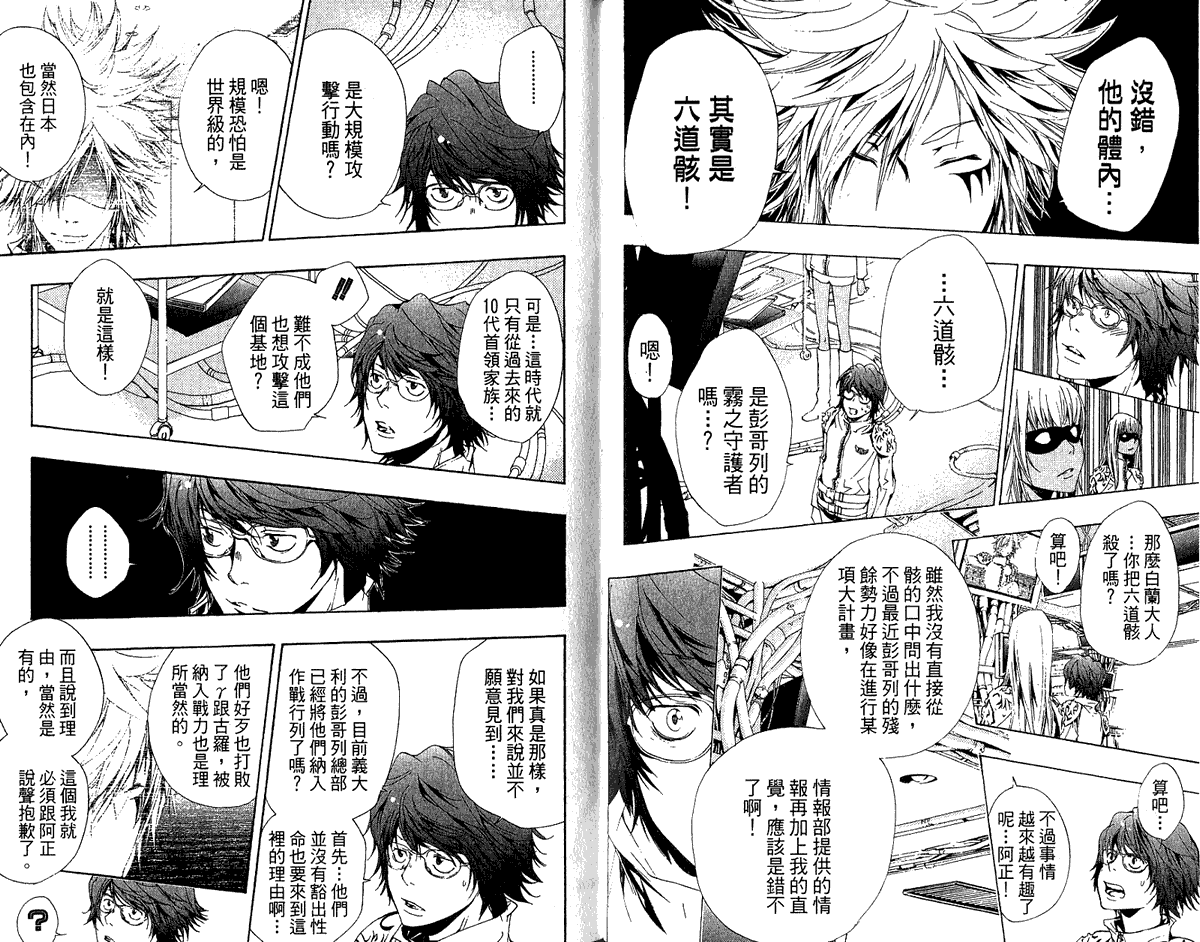 沒錯，
他的體內…
其實是
六道骸！
…六道骸…
是彭哥列的
霧之守護者
嗎…？
嗯！
那麼白蘭大人
…你把六道骸
殺了嗎？
算吧！
雖然我沒有直接從
骸的口中問出什麼，
不過最近彭哥列的殘
餘勢力好像在進行某
項大計畫，
情報部提供的情
報再加上我的直
覺，應該是錯不
了啊！
算吧…
不過事情
越來越有趣了
呢…阿正！
………
是大規模攻
擊行動嗎？
嗯！
規模恐怕是
世界級的，
當然日本
也包含在內！
可是…這時代就
只有從過去來的
10代首領家族…
!!
難不成他們
也想攻擊這
個基地？
就是這樣！
………
如果真是那樣，
對我們來說並不
願意見到……
不過，目前義大
利的彭哥列總部
已經將他們納入
作戰行列了嗎？
首先…他們
並沒有豁出性
命也要來到這
裡的理由啊…
他們好歹也打敗
了γ跟古羅，被
納入戰力也是理
所當然的。
而且說到理
由，當然是
有的，
這個我就
必須跟阿正
說聲抱歉了。
?